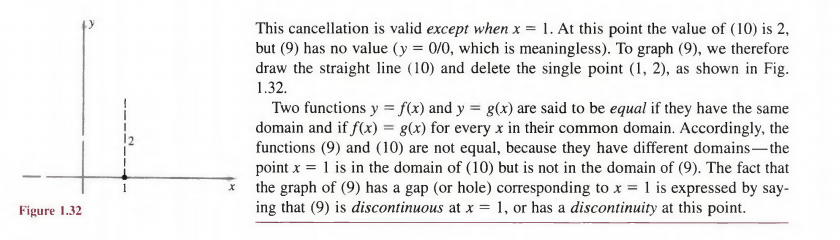 y
2
1
x
Figure 1.32
This cancellation is valid except when x = 1. At this point the value of (10) is 2,
but (9) has no value (y = 0/0, which is meaningless). To graph (9), we therefore
draw the straight line (10) and delete the single point (1, 2), as shown in Fig.
1.32.
Two functions y = f(x) and y = g(x) are said to be equal if they have the same
domain and if f(x) = g(x) for every x in their common domain. Accordingly, the
functions (9) and (10) are not equal, because they have different domains—the
point x = 1 is in the domain of (10) but is not in the domain of (9). The fact that
the graph of (9) has a gap (or hole) corresponding to x = 1 is expressed by say-
ing that (9) is discontinuous at x = 1, or has a discontinuity at this point.